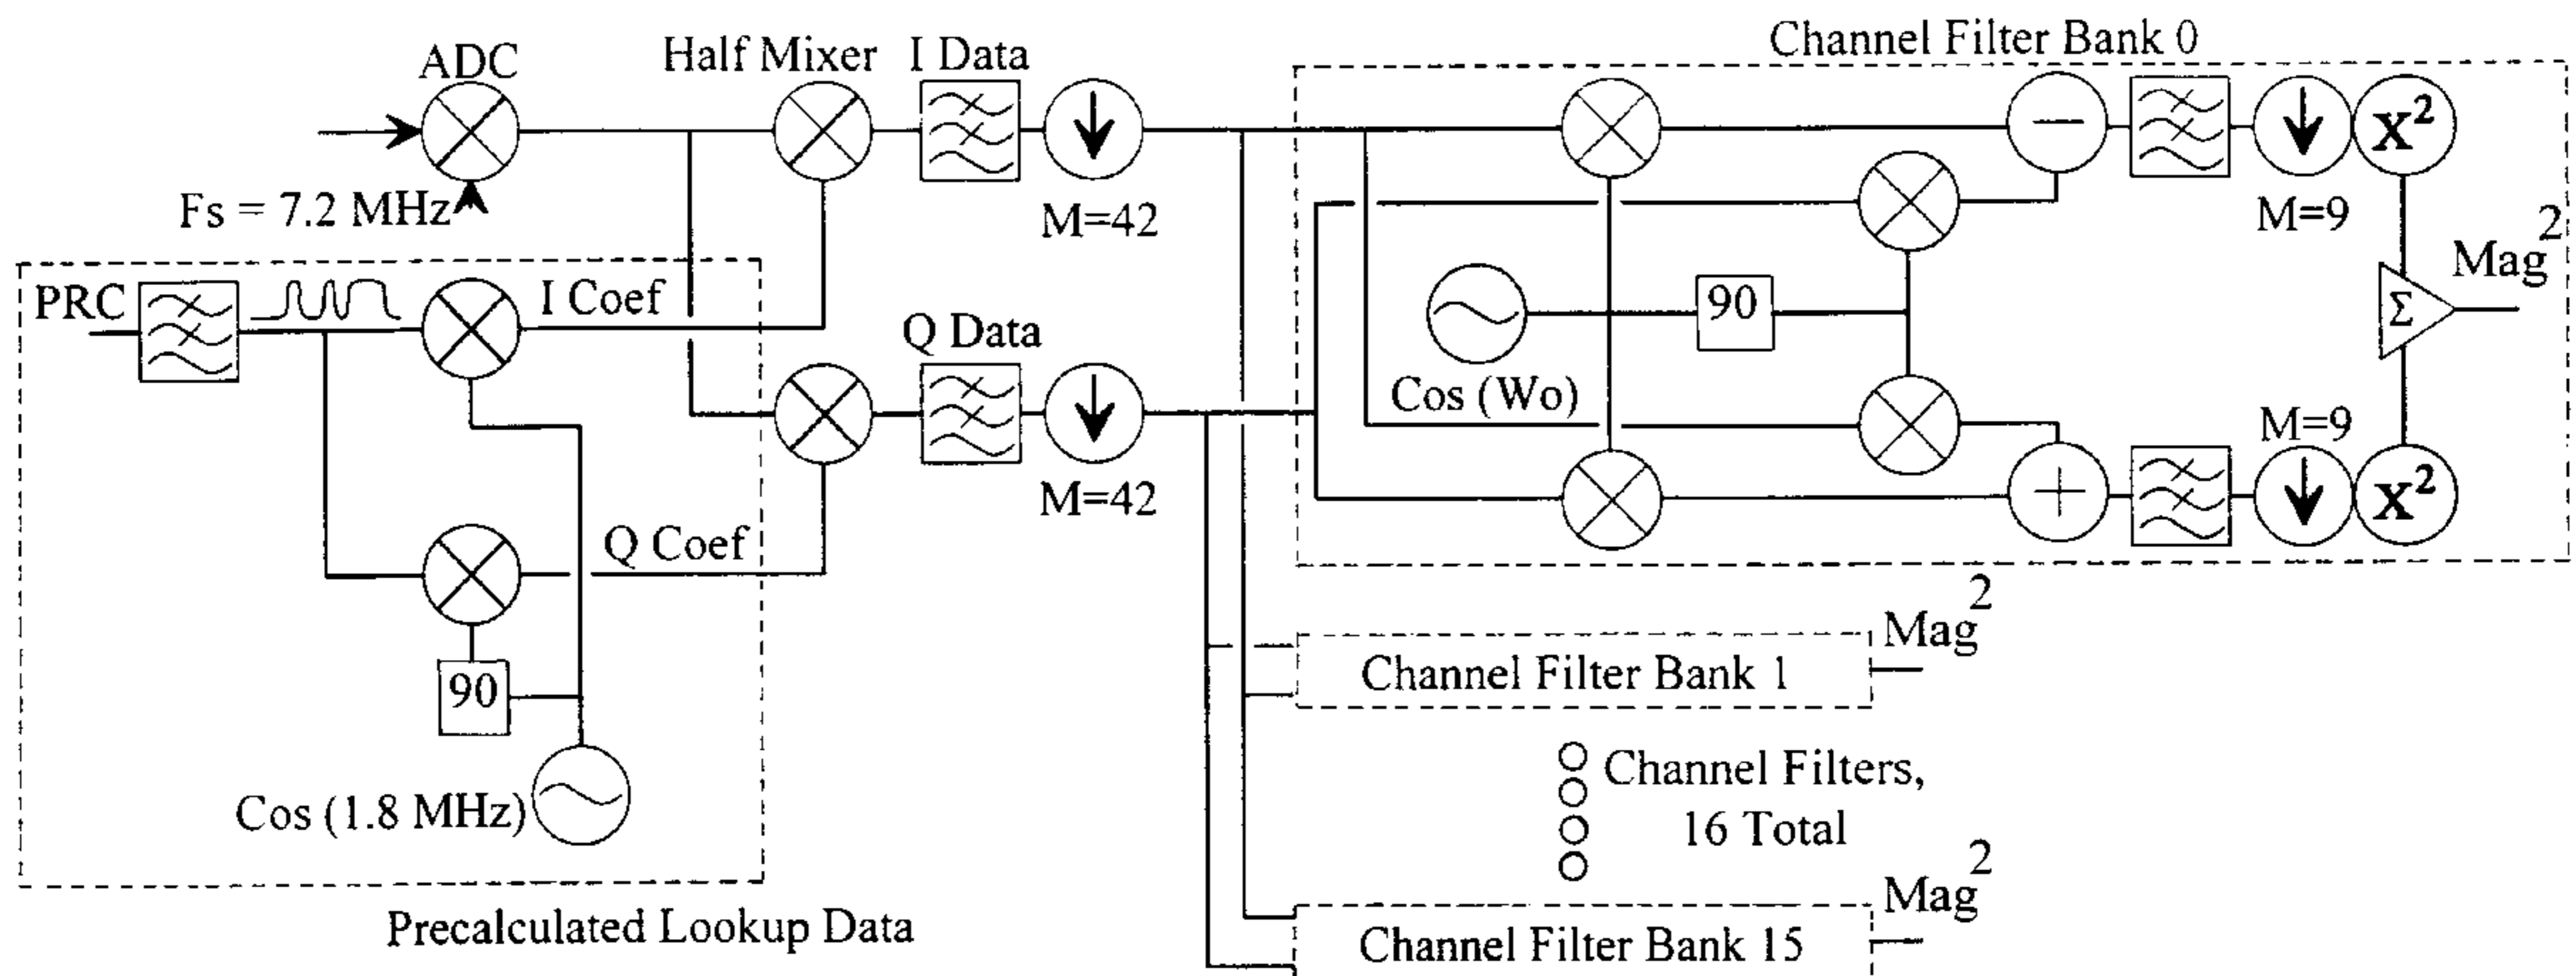 Channel Filter Bank 0
ADC
Half Mixer
I Data
Fs = 7.2 MHz
M=42
X²
M=9
Mag²
PRC
I Coef
Q Data
90
Σ
Cos (Wo)
M=9
M=42
X²
Q Coef
90
Mag²
Channel Filter Bank 1
Cos (1.8 MHz)
Channel Filters,
16 Total
Mag²
Precalculated Lookup Data
Channel Filter Bank 15